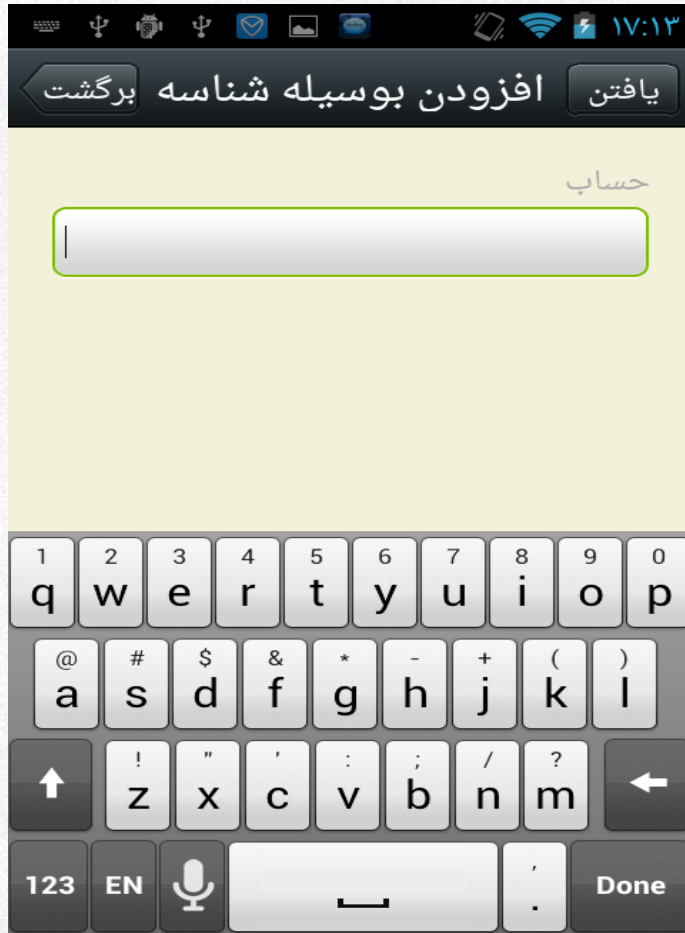 ۱۷:۱۳
یافتن افزودن بوسیله شناسه برگشت
حساب
1 2 3 4 5 6 7 8 9 0
q w e r t y u i o p
@ # $ & * - + ( )
a s d f g h j k l
! " ' : ; / ?
z x c v b n m
123 EN , . Done